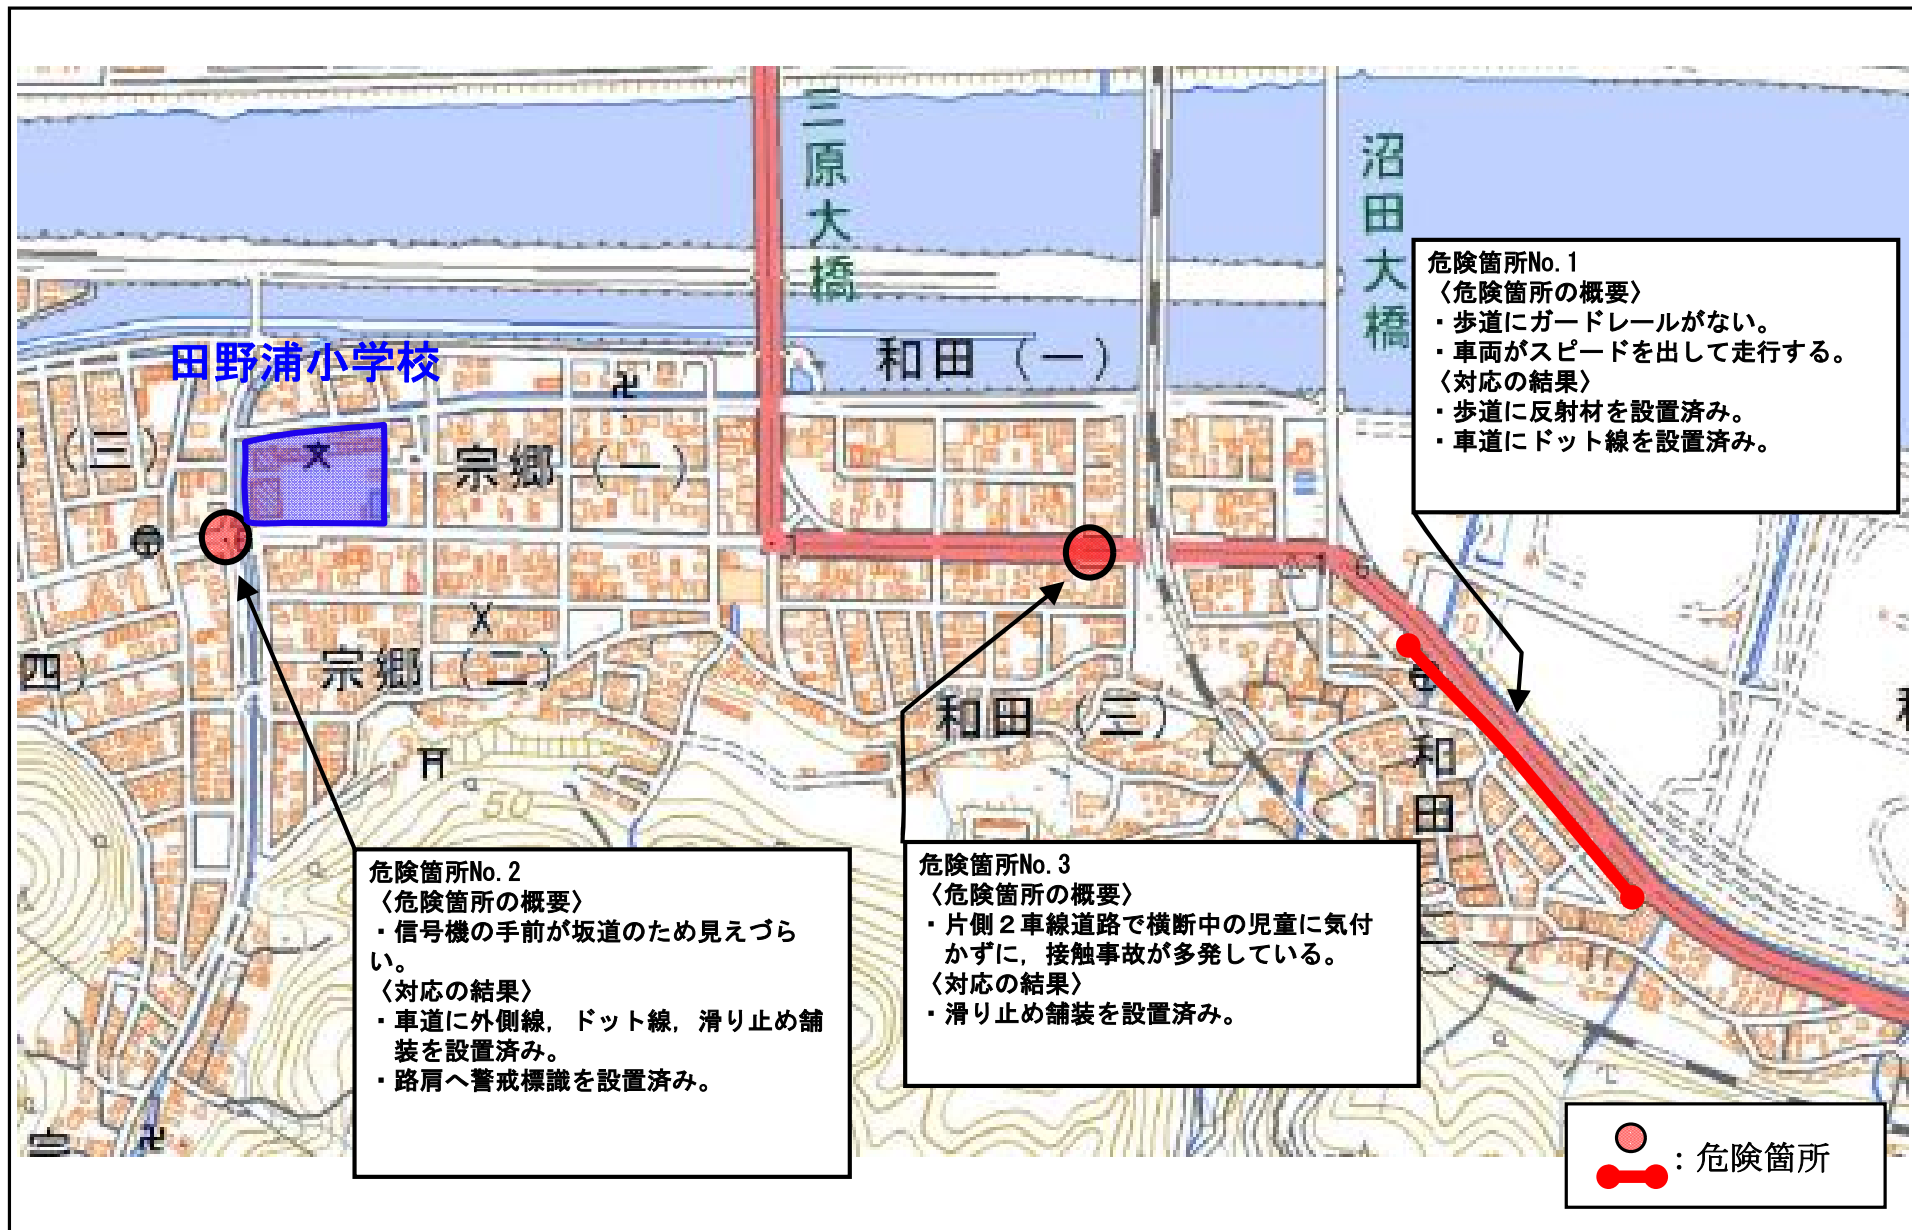 三原大橋
沼田大橋
危険箇所No.1
〈危険箇所の概要〉
・歩道にガードレールがない。
・車両がスピードを出して走行する。
〈対応の結果〉
・歩道に反射材を設置済み。
・車道にドット線を設置済み。
田野浦小学校
和田（一）
（三）
文
宗郷（一）
四）
宗郷（二）
和田（三）
和田
50
危険箇所No.2
〈危険箇所の概要〉
・信号機の手前が坂道のため見えづら
い。
〈対応の結果〉
・車道に外側線，ドット線，滑り止め舗
装を設置済み。
・路肩へ警戒標識を設置済み。
危険箇所No.3
〈危険箇所の概要〉
・片側２車線道路で横断中の児童に気付
かずに，接触事故が多発している。
〈対応の結果〉
・滑り止め舗装を設置済み。
：危険箇所